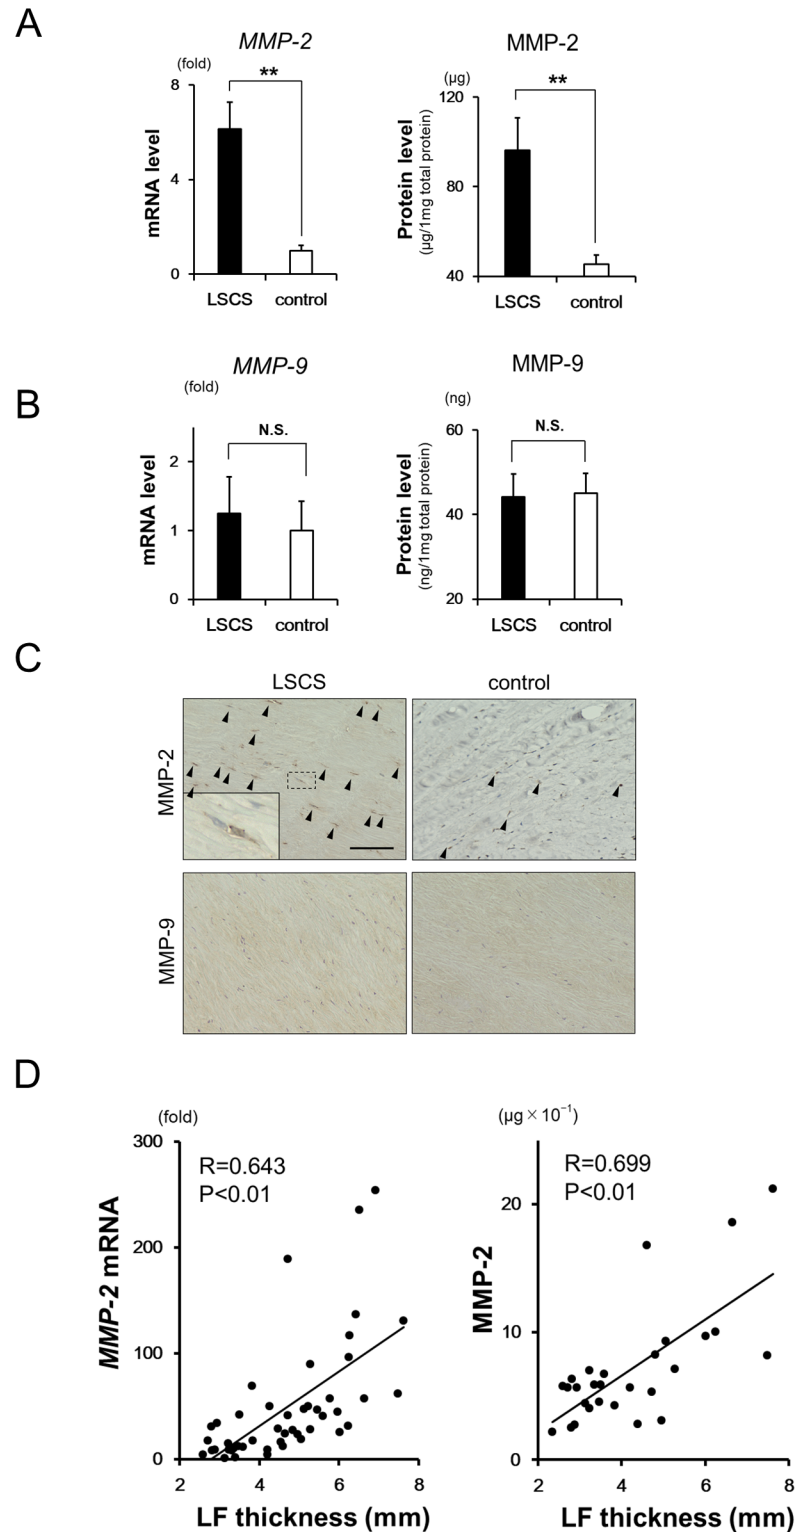 A
MMP-2
MMP-2
(fold)
(μg)
8
**
120
**
mRNA level
Protein level
(μg/1mg total protein)
4
80
0
40
LSCS
control
LSCS
control
B
MMP-9
MMP-9
(fold)
(ng)
N.S.
60
N.S.
2
mRNA level
Protein level
(ng/1mg total protein)
1
40
0
20
LSCS
control
LSCS
control
C
LSCS
control
MMP-2
MMP-9
D
(fold)
(μg×10⁻¹)
300
R=0.643
P<0.01
R=0.699
P<0.01
200
20
MMP-2 mRNA
MMP-2
100
10
0
0
2
4
6
8
2
4
6
8
LF thickness (mm)
LF thickness (mm)